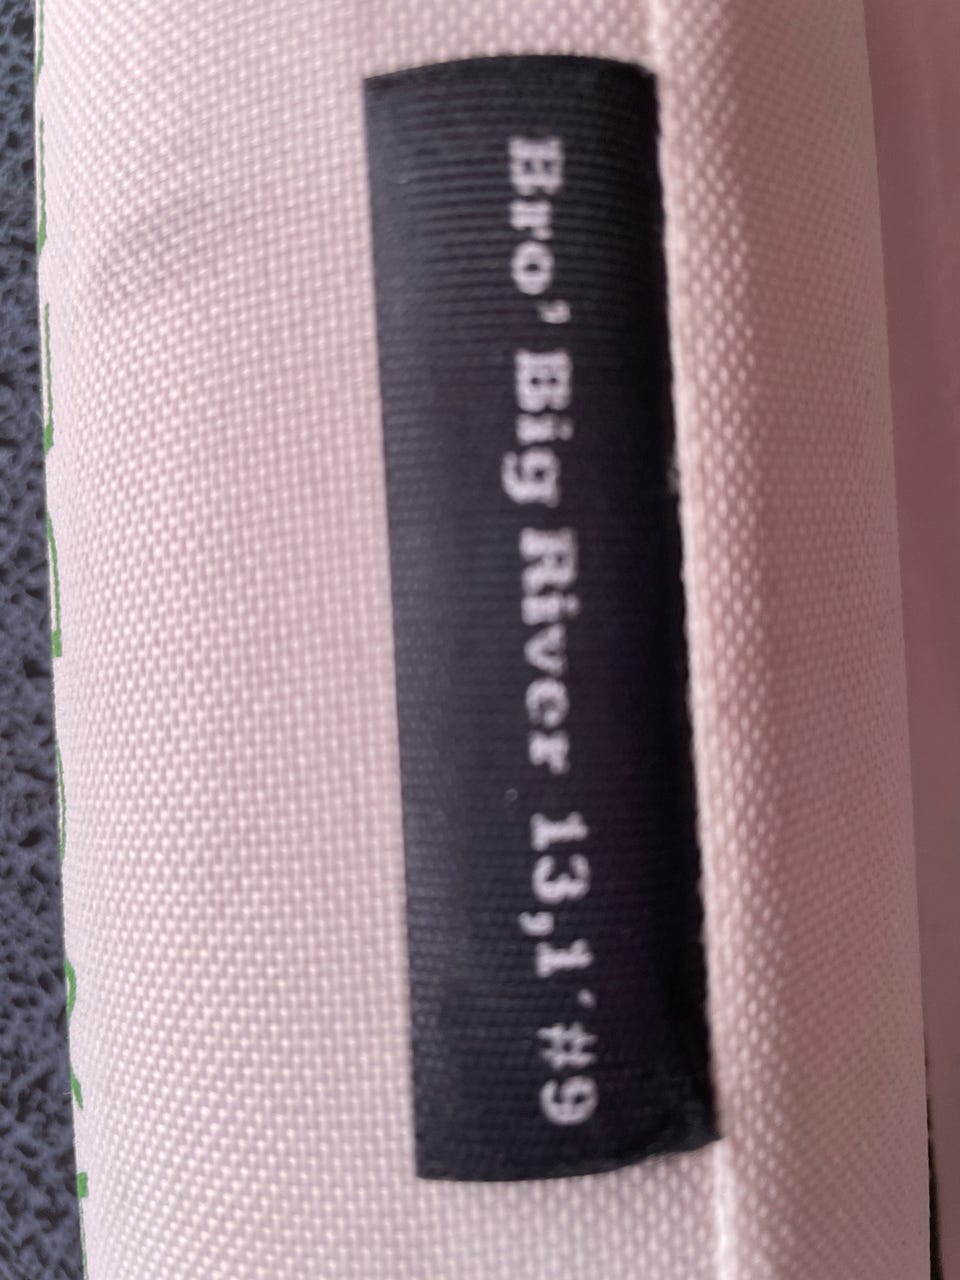 Bro' Big River 13,1' #9